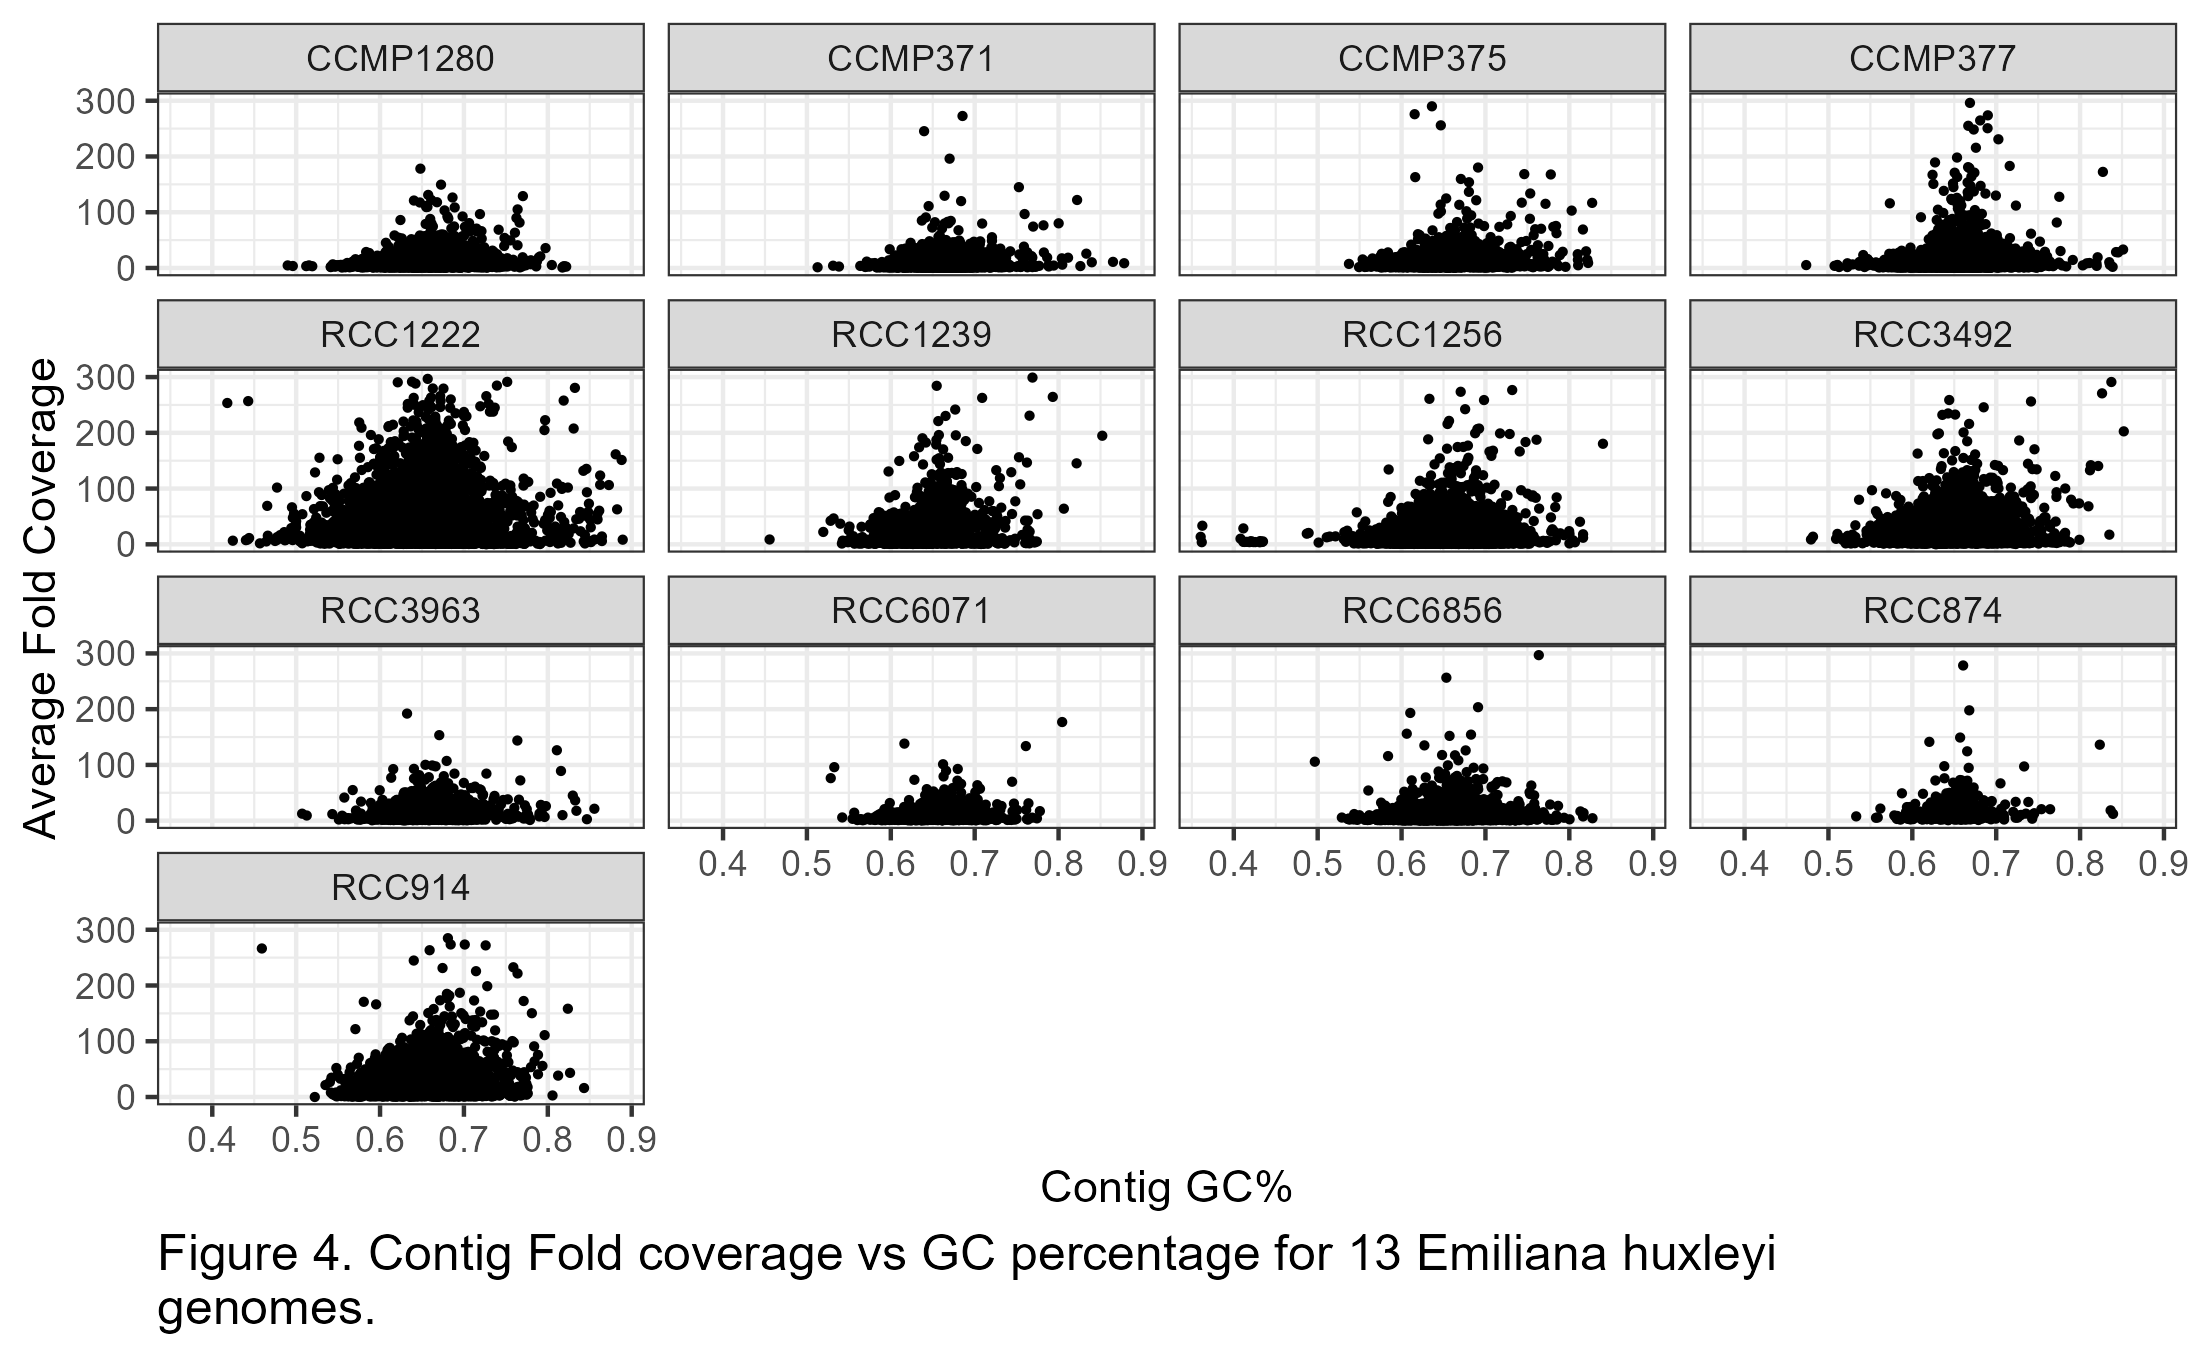 CCMP1280 CCMP371 CCMP375 CCMP377
300
200
100
0
RCC1222 RCC1239 RCC1256 RCC3492
300
200
100
0
RCC3963 RCC6071 RCC6856 RCC874
300
200
100
0
0.4 0.5 0.6 0.7 0.8 0.9 0.4 0.5 0.6 0.7 0.8 0.9 0.4 0.5 0.6 0.7 0.8 0.9
RCC914
300
200
100
0
0.4 0.5 0.6 0.7 0.8 0.9
Average Fold Coverage
Contig GC%
Figure 4. Contig Fold coverage vs GC percentage for 13 Emiliana huxleyi
genomes.